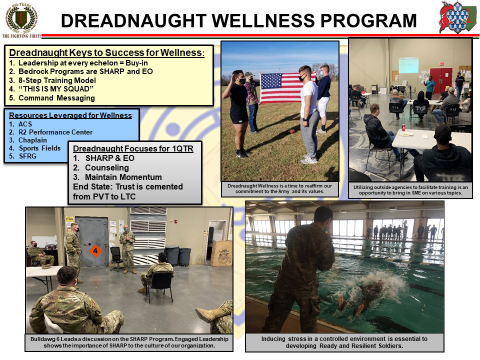 DREADNAUGHT WELLNESS PROGRAM
THE FIGHTING FIRST
Dreadnaught Keys to Success for Wellness:
1. Leadership at every echelon = Buy-in
2. Bedrock Programs are SHARP and EO
3. 8-Step Training Model
4. “THIS IS MY SQUAD”
5. Command Messaging
Resources Leveraged for Wellness
1. ACS
2. R2 Performance Center
3. Chaplain
4. Sports Fields
5. SFRG
Dreadnaught Focuses for 1QTR
1. SHARP & EO
2. Counseling
3. Maintain Momentum
End State: Trust is cemented
from PVT to LTC
Dreadnaught Wellness is a time to reaffirm our
commitment to the Army and its values.
Utilizing outside agencies to facilitate training is an
opportunity to bring in SME on various topics.
4
Bulldawg 6 Leads a discussion on the SHARP Program. Engaged Leadership
shows the importance of SHARP to the culture of our organization.
Inducing stress in a controlled environment is essential to
developing Ready and Resilient Soldiers.